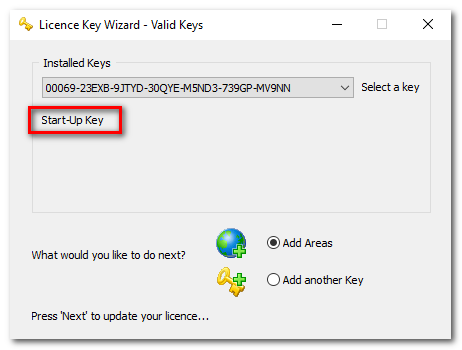 Licence Key Wizard - Valid Keys
Installed Keys
00069-23EXB-9JTYD-30QYE-M5ND3-739GP-MV9NN
Select a key
Start-Up Key
What would you like to do next?
Add Areas
Add another Key
Press 'Next' to update your licence...